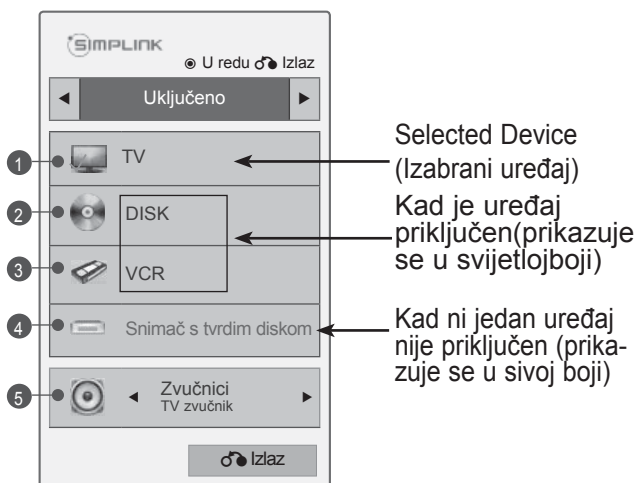 SIMPLINK
U redu Izlaz
Uključeno
1 TV
2 DISK
3 VCR
4 Snimač s tvrdim diskom
5 Zvučnici
TV zvučnik
Izlaz
Selected Device
(Izabrani uređaj)
Kad je uređaj
priključen(prikazuje
se u svijetlojboji)
Kad ni jedan uređaj
nije priključen (prika-
zuje se u sivoj boji)